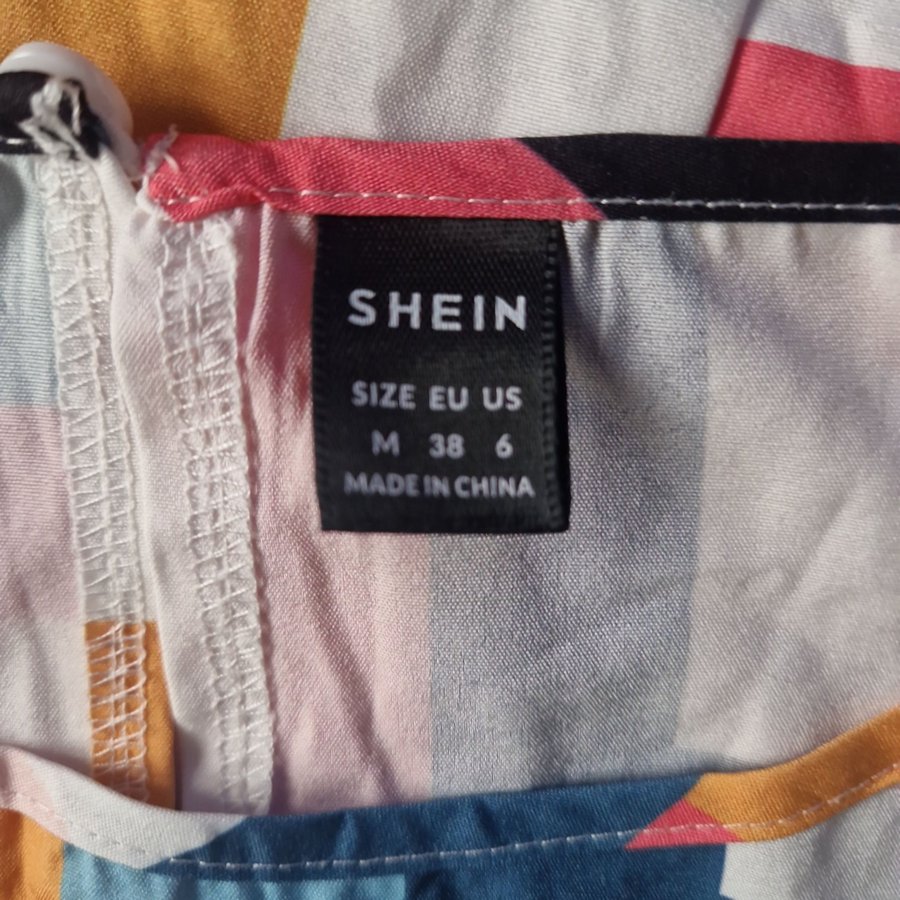 SHEIN
SIZE EU US
M 38 6
MADE IN CHINA